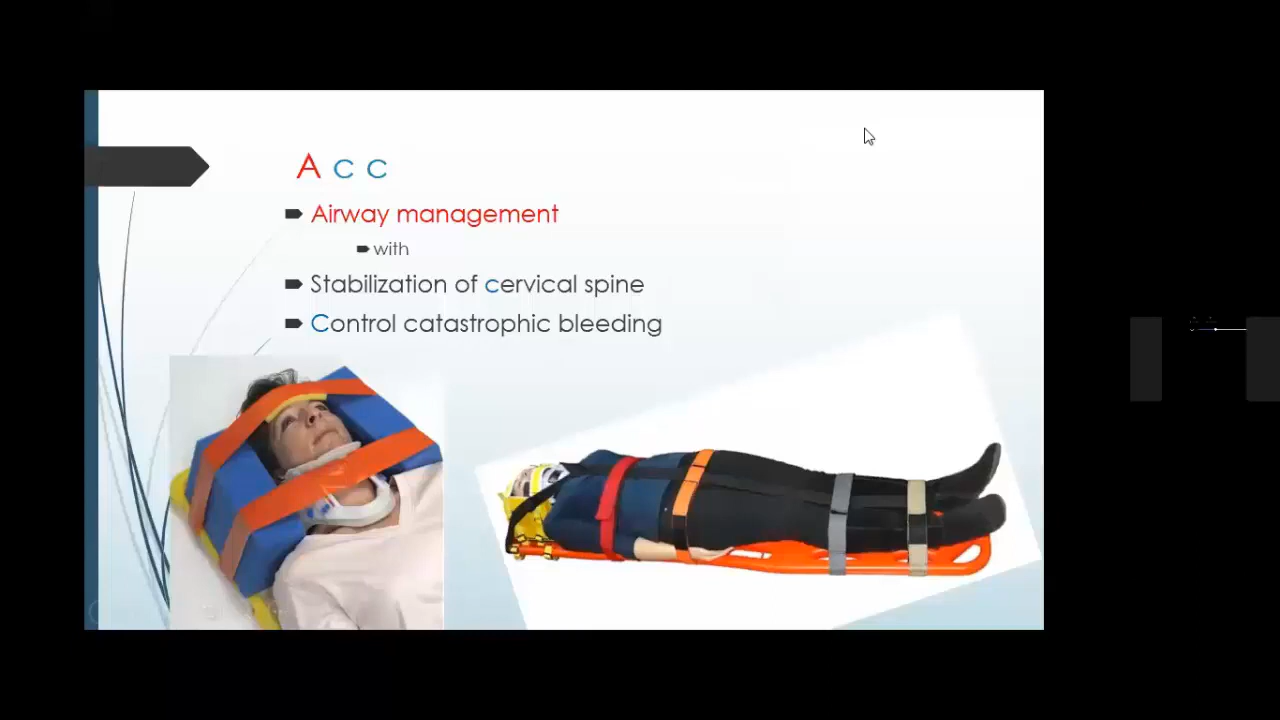 A c c
Airway management
with
Stabilization of cervical spine
Control catastrophic bleeding